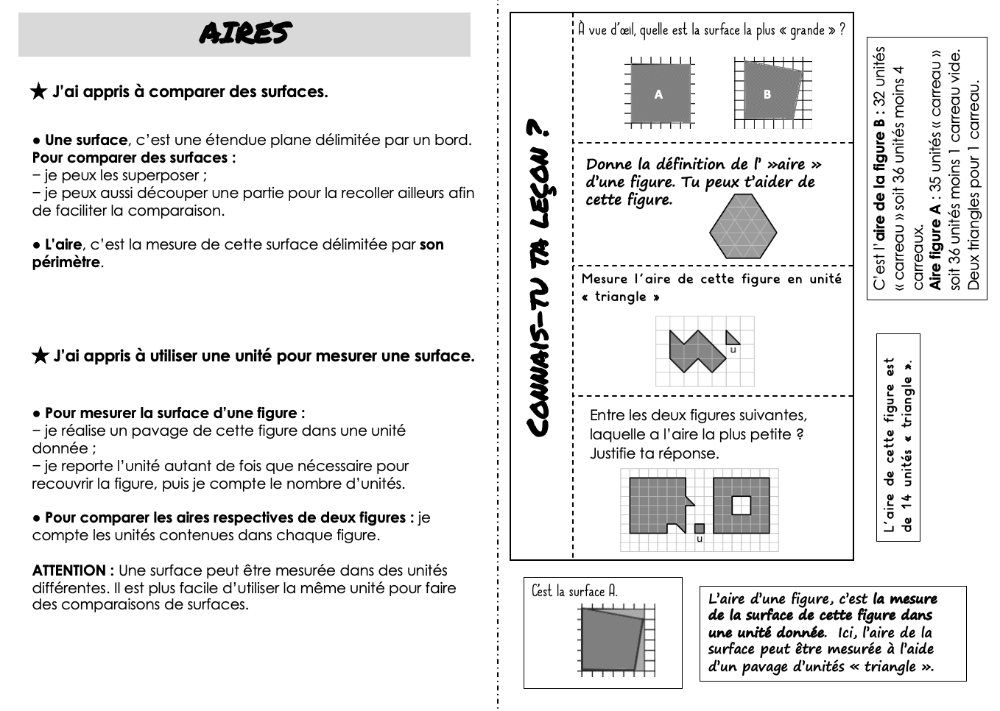 AIRES
★ J'ai appris à comparer des surfaces.
● Une surface, c'est une étendue plane délimitée par un bord.
Pour comparer des surfaces :
– je peux les superposer ;
– je peux aussi découper une partie pour la recoller ailleurs afin
de faciliter la comparaison.
● L'aire, c'est la mesure de cette surface délimitée par son
périmètre.
★ J'ai appris à utiliser une unité pour mesurer une surface.
● Pour mesurer la surface d'une figure :
– je réalise un pavage de cette figure dans une unité
donnée ;
– je reporte l'unité autant de fois que nécessaire pour
recouvrir la figure, puis je compte le nombre d'unités.
● Pour comparer les aires respectives de deux figures : je
compte les unités contenues dans chaque figure.
ATTENTION : Une surface peut être mesurée dans des unités
différentes. Il est plus facile d'utiliser la même unité pour faire
des comparaisons de surfaces.
CONNAIS-TU TA LEÇON ?
À vue d'œil, quelle est la surface la plus « grande » ?
A
B
Donne la définition de l' »aire »
d'une figure. Tu peux t'aider de
cette figure.
Mesure l'aire de cette figure en unité
« triangle »
u
Entre les deux figures suivantes,
laquelle a l'aire la plus petite ?
Justifie ta réponse.
u
C'est l'aire de la figure B : 32 unités
« carreau » soit 36 unités moins 4
carreaux.
Aire figure A : 35 unités « carreau »
soit 36 unités moins 1 carreau vide.
Deux triangles pour 1 carreau.
L'aire de cette figure est
de 14 unités « triangle ».
C'est la surface A.
L'aire d'une figure, c'est la mesure
de la surface de cette figure dans
une unité donnée. Ici, l'aire de la
surface peut être mesurée à l'aide
d'un pavage d'unités « triangle ».